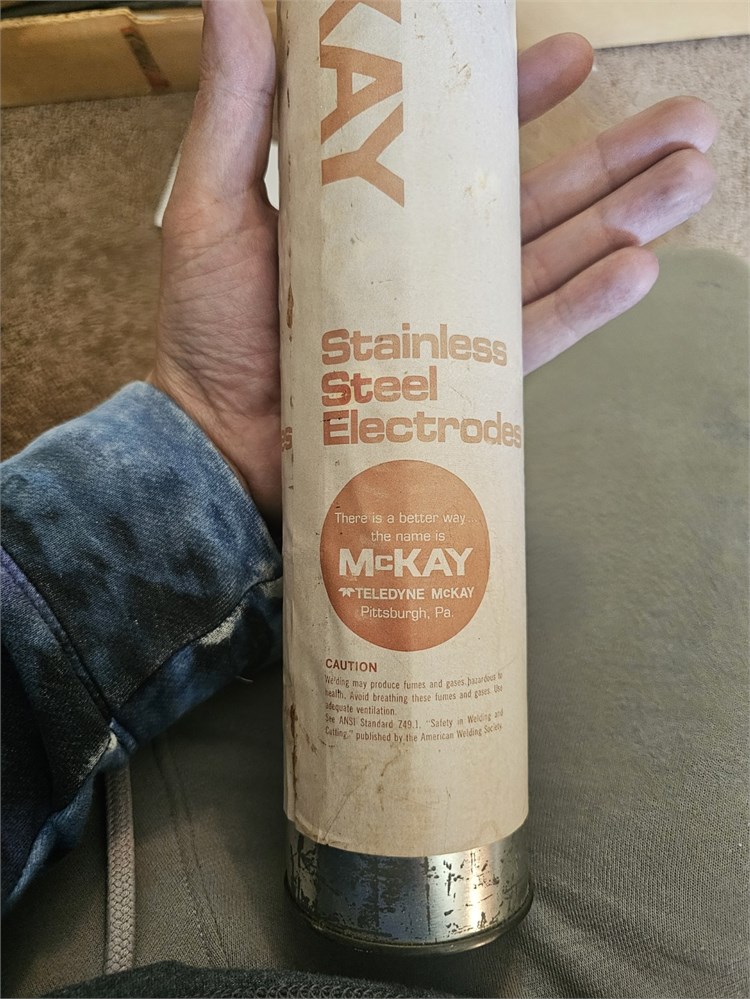 KAY
Stainless
Steel
Electrodes
es
There is a better way...
the name is
McKAY
TELEDYNE McKAY
Pittsburgh, Pa.
CAUTION
Welding may produce fumes and gases hazardous to
health. Avoid breathing these fumes and gases. Use
adequate ventilation.
See ANSI Standard Z49.1, "Safety in Welding and
Cutting," published by the American Welding Society.